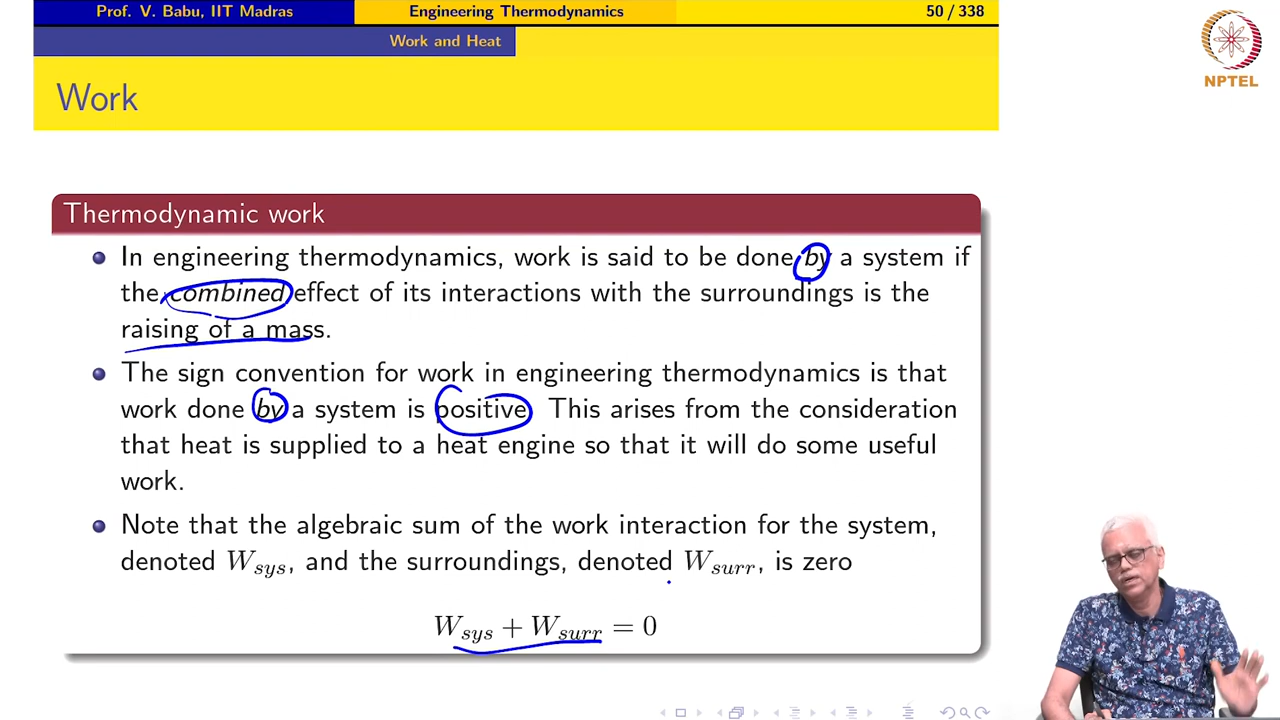 Prof. V. Babu, IIT Madras
Engineering Thermodynamics
50 / 338
Work and Heat
NPTEL
Work
Thermodynamic work
In engineering thermodynamics, work is said to be done by a system if
the combined effect of its interactions with the surroundings is the
raising of a mass.
The sign convention for work in engineering thermodynamics is that
work done by a system is positive. This arises from the consideration
that heat is supplied to a heat engine so that it will do some useful
work.
Note that the algebraic sum of the work interaction for the system,
denoted W_sys, and the surroundings, denoted W_surr, is zero
W_sys + W_surr = 0